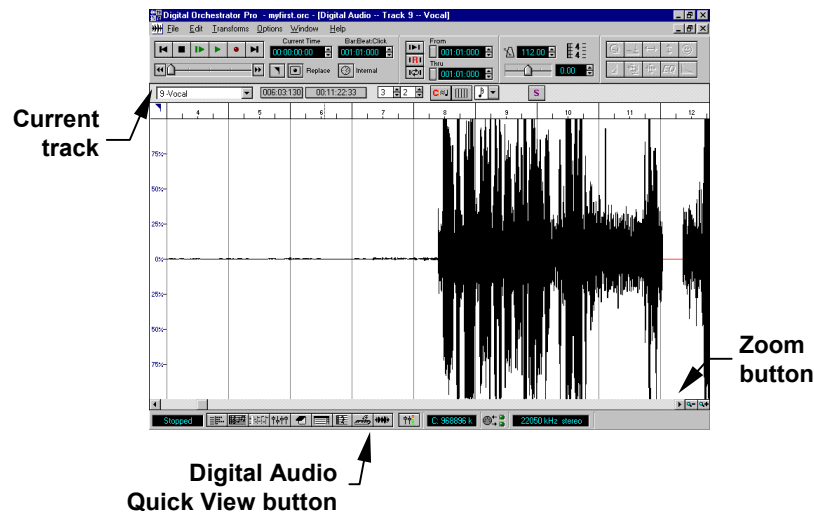 Digital Orchestrator Pro - myfirst.orc - [Digital Audio -- Track 9 -- Vocal]
File Edit Transforms Options Window Help
Current Time Bar:Beat:Click From
00:00:00:00 001:01:000 001:01:000 112.00 4 4
Thru
Replace Internal 001:01:000 0.00 EQ
9-Vocal 006:03:130 00:11:22:33 3 2 S
Current
track
4 5 6 7 8 9 10 11 12
75%
50%
25%
0%
25%
50%
75%
Zoom
button
Stopped C: 968896 k 22050 kHz stereo
Digital Audio
Quick View button